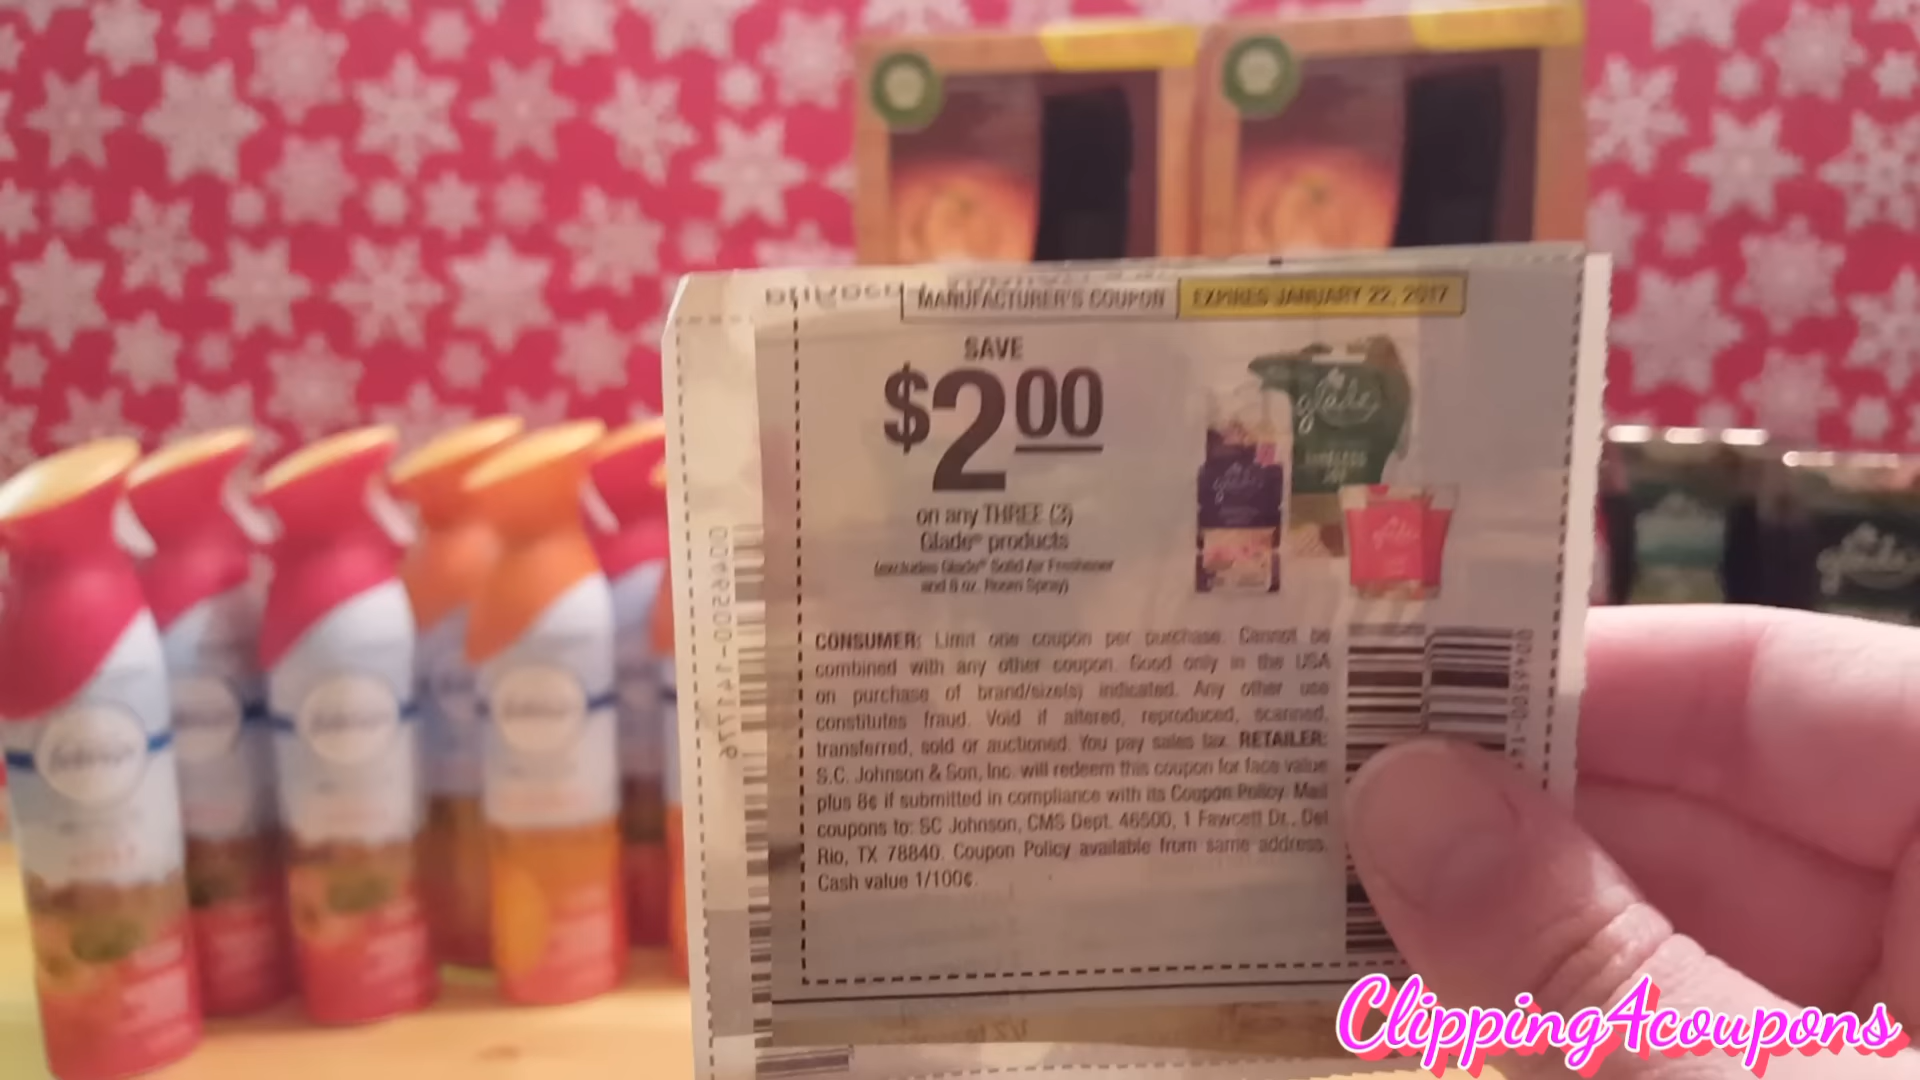 MANUFACTURER'S COUPON
EXPIRES JANUARY 22, 2017
SAVE
$2.00
on any THREE (3)
Glade® products
(excludes Glade® Solid Air Freshener
and 8 oz. Room Spray)
glade
glade
glade
CONSUMER: Limit one coupon per purchase. Cannot be
combined with any other coupon. Good only in the USA
on purchase of brand/size(s) indicated. Any other use
constitutes fraud. Void if altered, reproduced, scanned,
transferred, sold or auctioned. You pay sales tax. RETAILER:
S.C. Johnson & Son, Inc. will redeem this coupon for face value
plus 8¢ if submitted in compliance with its Coupon Policy. Mail
coupons to: SC Johnson, CMS Dept. 46500, 1 Fawcett Dr., Del
Rio, TX 78840. Coupon Policy available from same address.
Cash value 1/100¢.
glade
Clipping4coupons